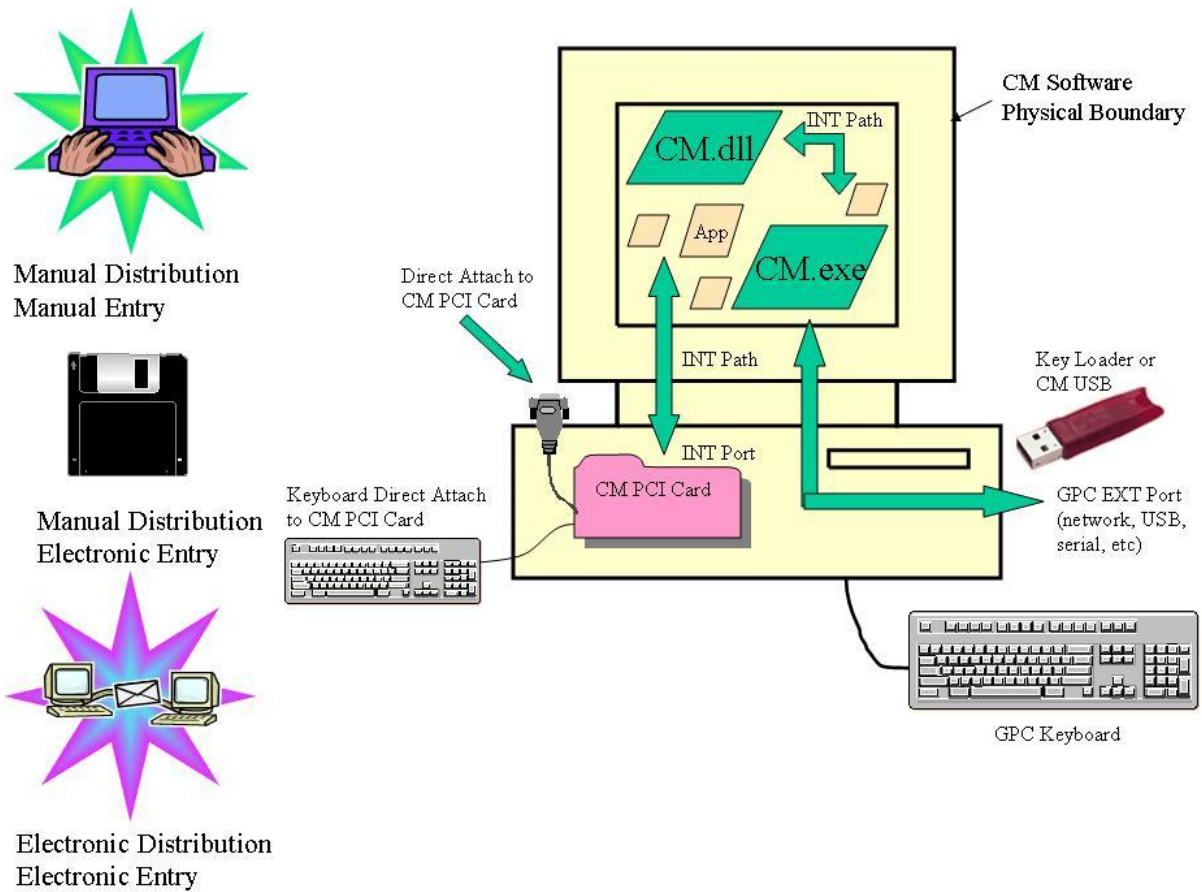 Manual Distribution
Manual Entry
Manual Distribution
Electronic Entry
Electronic Distribution
Electronic Entry
CM Software
Physical Boundary
INT Path
CM.dll
App
CM.exe
Direct Attach to
CM PCI Card
INT Path
Key Loader or
CM USB
INT Port
CM PCI Card
Keyboard Direct Attach
to CM PCI Card
GPC EXT Port
(network, USB,
serial, etc)
GPC Keyboard